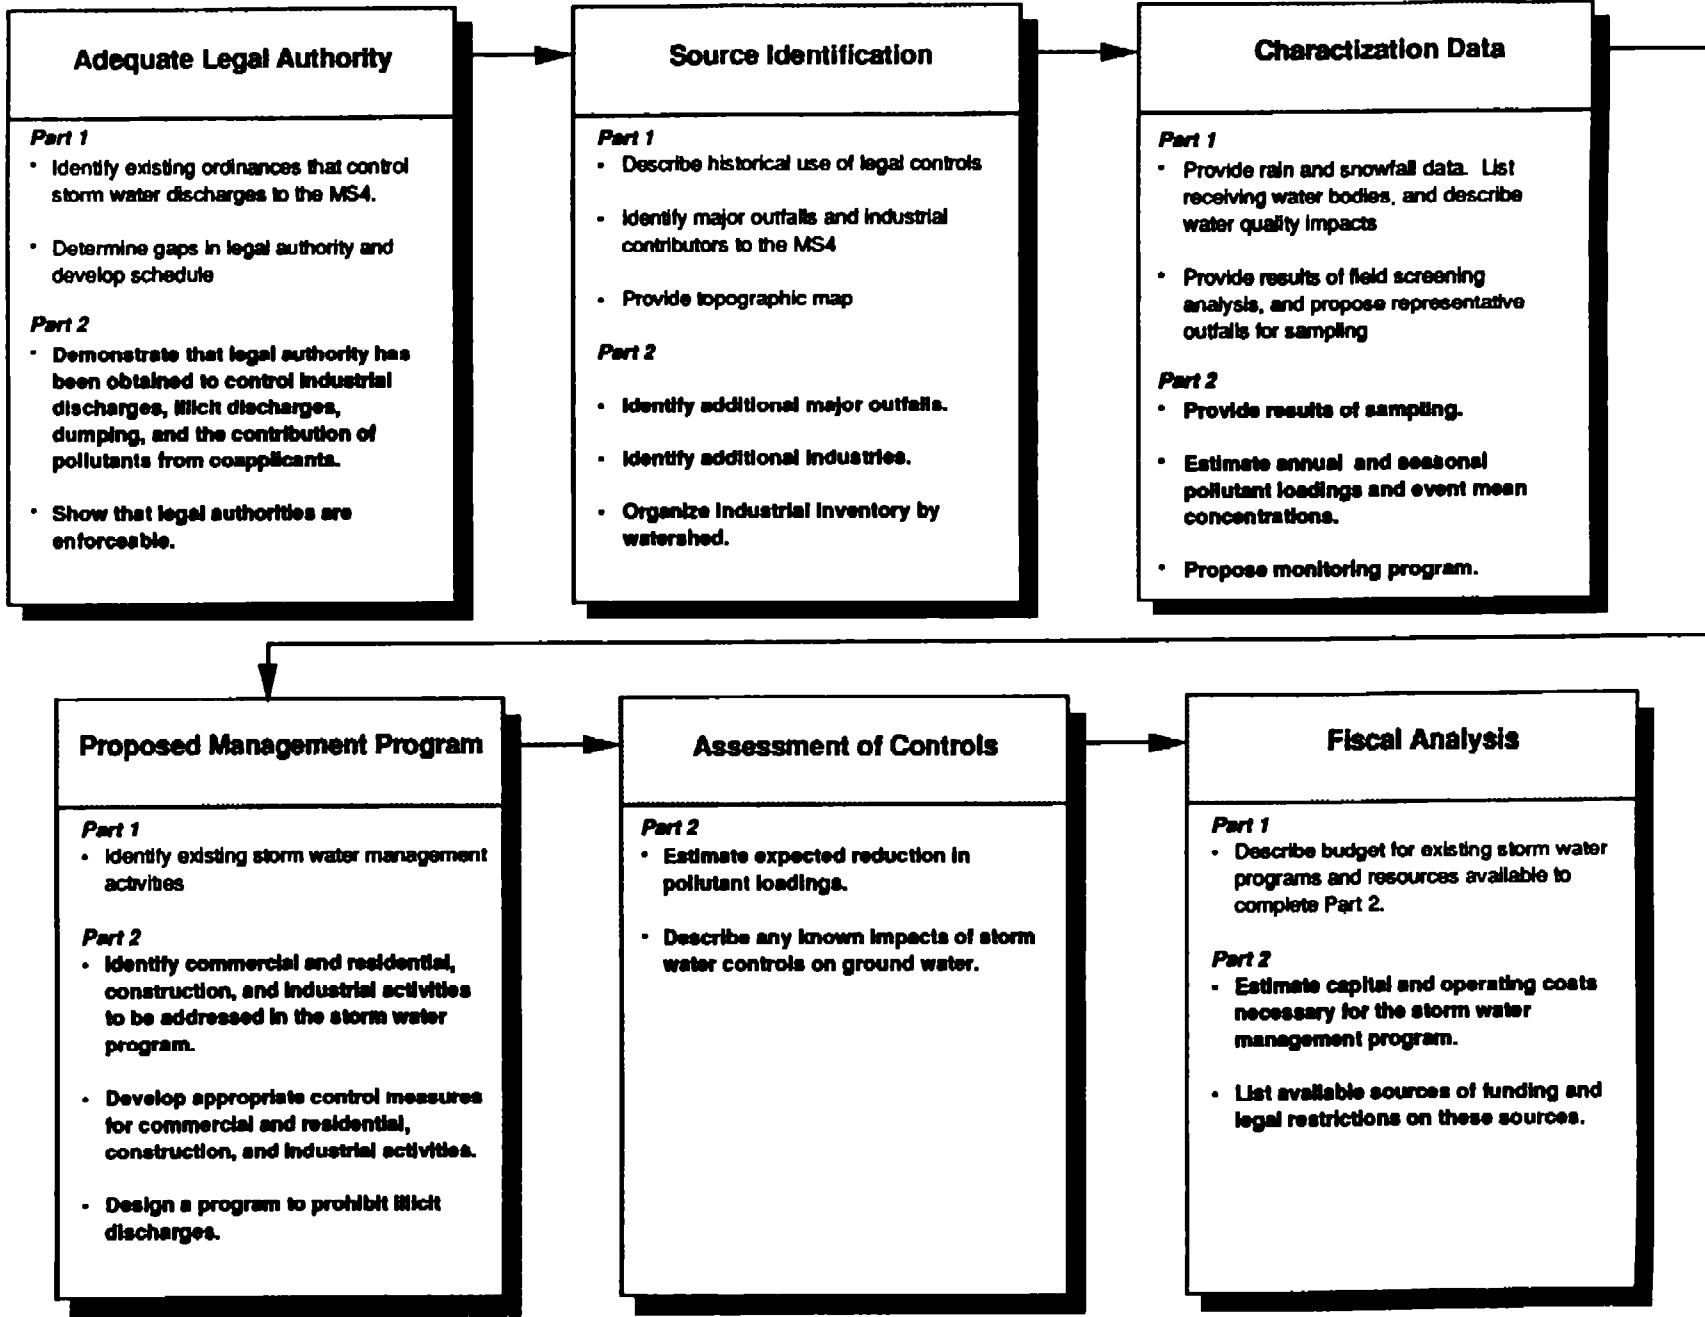 Adequate Legal Authority
Part 1
· Identify existing ordinances that control
storm water discharges to the MS4.
· Determine gaps in legal authority and
develop schedule
Part 2
· Demonstrate that legal authority has
been obtained to control industrial
discharges, illicit discharges,
dumping, and the contribution of
pollutants from coapplicants.
· Show that legal authorities are
enforceable.
Source Identification
Part 1
· Describe historical use of legal controls
· Identify major outfalls and industrial
contributors to the MS4
· Provide topographic map
Part 2
· Identify additional major outfalls.
· Identify additional industries.
· Organize industrial inventory by
watershed.
Charactization Data
Part 1
· Provide rain and snowfall data. List
receiving water bodies, and describe
water quality impacts
· Provide results of field screening
analysis, and propose representative
outfalls for sampling
Part 2
· Provide results of sampling.
· Estimate annual and seasonal
pollutant loadings and event mean
concentrations.
· Propose monitoring program.
Proposed Management Program
Part 1
· Identify existing storm water management
activities
Part 2
· Identify commercial and residential,
construction, and industrial activities
to be addressed in the storm water
program.
· Develop appropriate control measures
for commercial and residential,
construction, and industrial activities.
· Design a program to prohibit illicit
discharges.
Assessment of Controls
Part 2
· Estimate expected reduction in
pollutant loadings.
· Describe any known impacts of storm
water controls on ground water.
Fiscal Analysis
Part 1
· Describe budget for existing storm water
programs and resources available to
complete Part 2.
Part 2
· Estimate capital and operating costs
necessary for the storm water
management program.
· List available sources of funding and
legal restrictions on these sources.